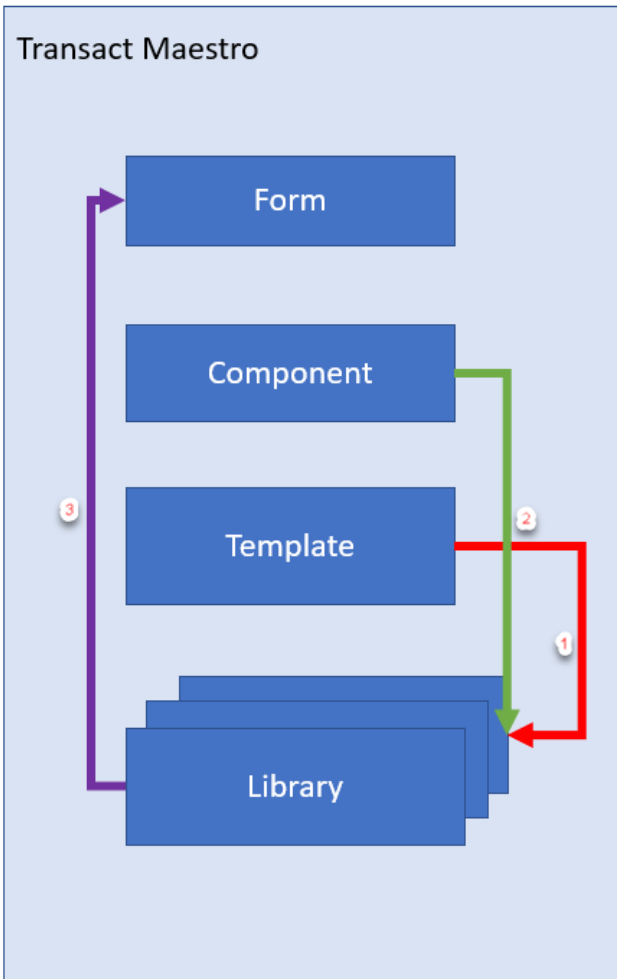 Transact Maestro
Form
Component
3
2
Template
1
Library